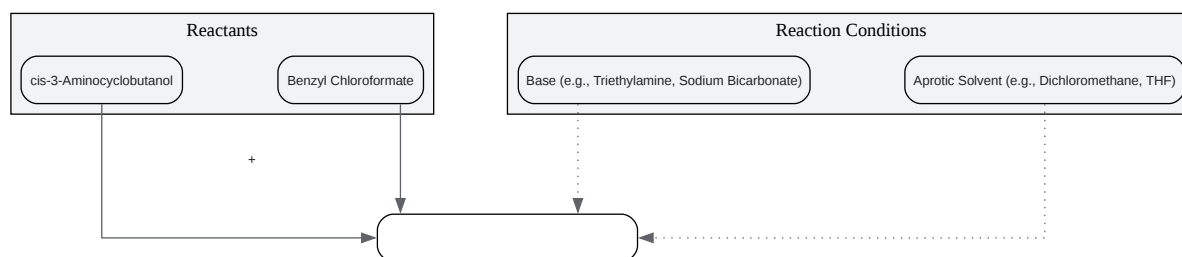 Reactants
Reaction Conditions
cis-3-Aminocyclobutanol
Benzyl Chloroformate
Base (e.g., Triethylamine, Sodium Bicarbonate)
Aprotic Solvent (e.g., Dichloromethane, THF)
+